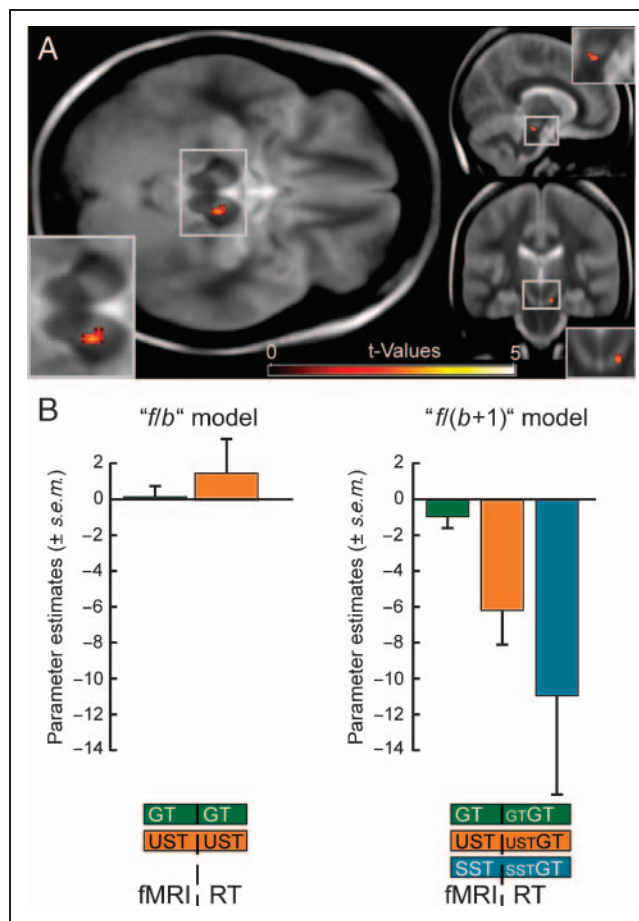 A
0 t-Values 5
B
"f/b" model
"f/(b+1)" model
Parameter estimates (± s.e.m.)
2
0
−2
−4
−6
−8
−10
−12
−14
Parameter estimates (± s.e.m.)
2
0
−2
−4
−6
−8
−10
−12
−14
GT GT
UST UST
fMRI RT
GT GTGT
UST USTGT
SST SSTGT
fMRI RT